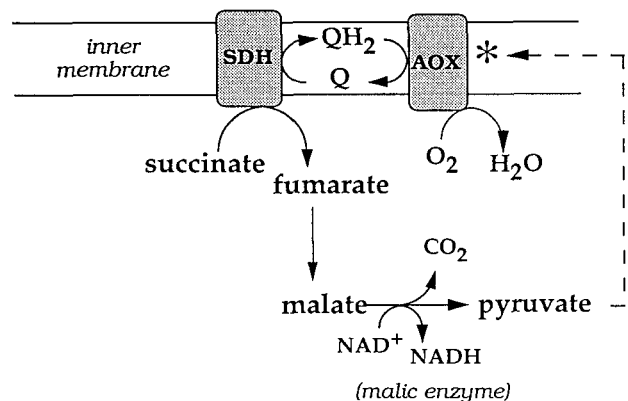 inner
membrane
SDH
QH₂
Q
AOX
*
succinate
fumarate
O₂
H₂O
CO₂
malate
pyruvate
NAD⁺
NADH
(malic enzyme)